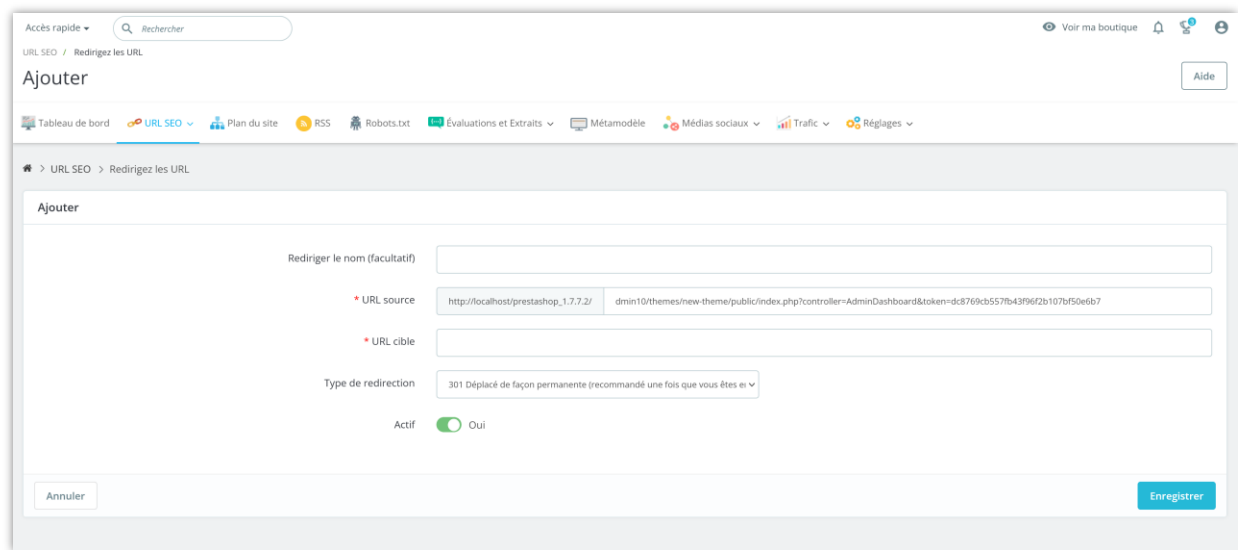 Accès rapide
Rechercher
Voir ma boutique
3
URL SEO / Redirigez les URL
Ajouter
Aide
Tableau de bord URL SEO Plan du site RSS Robots.txt Évaluations et Extraits Métamodèle Médias sociaux Trafic Réglages
> URL SEO > Redirigez les URL
Ajouter
Rediriger le nom (facultatif)
* URL source http://localhost/prestashop_1.7.7.2/ dmin10/themes/new-theme/public/index.php?controller=AdminDashboard&token=dc8769cb557fb43f96f2b107bf50e6b7
* URL cible
Type de redirection 301 Déplacé de façon permanente (recommandé une fois que vous êtes
Actif Oui
Annuler Enregistrer